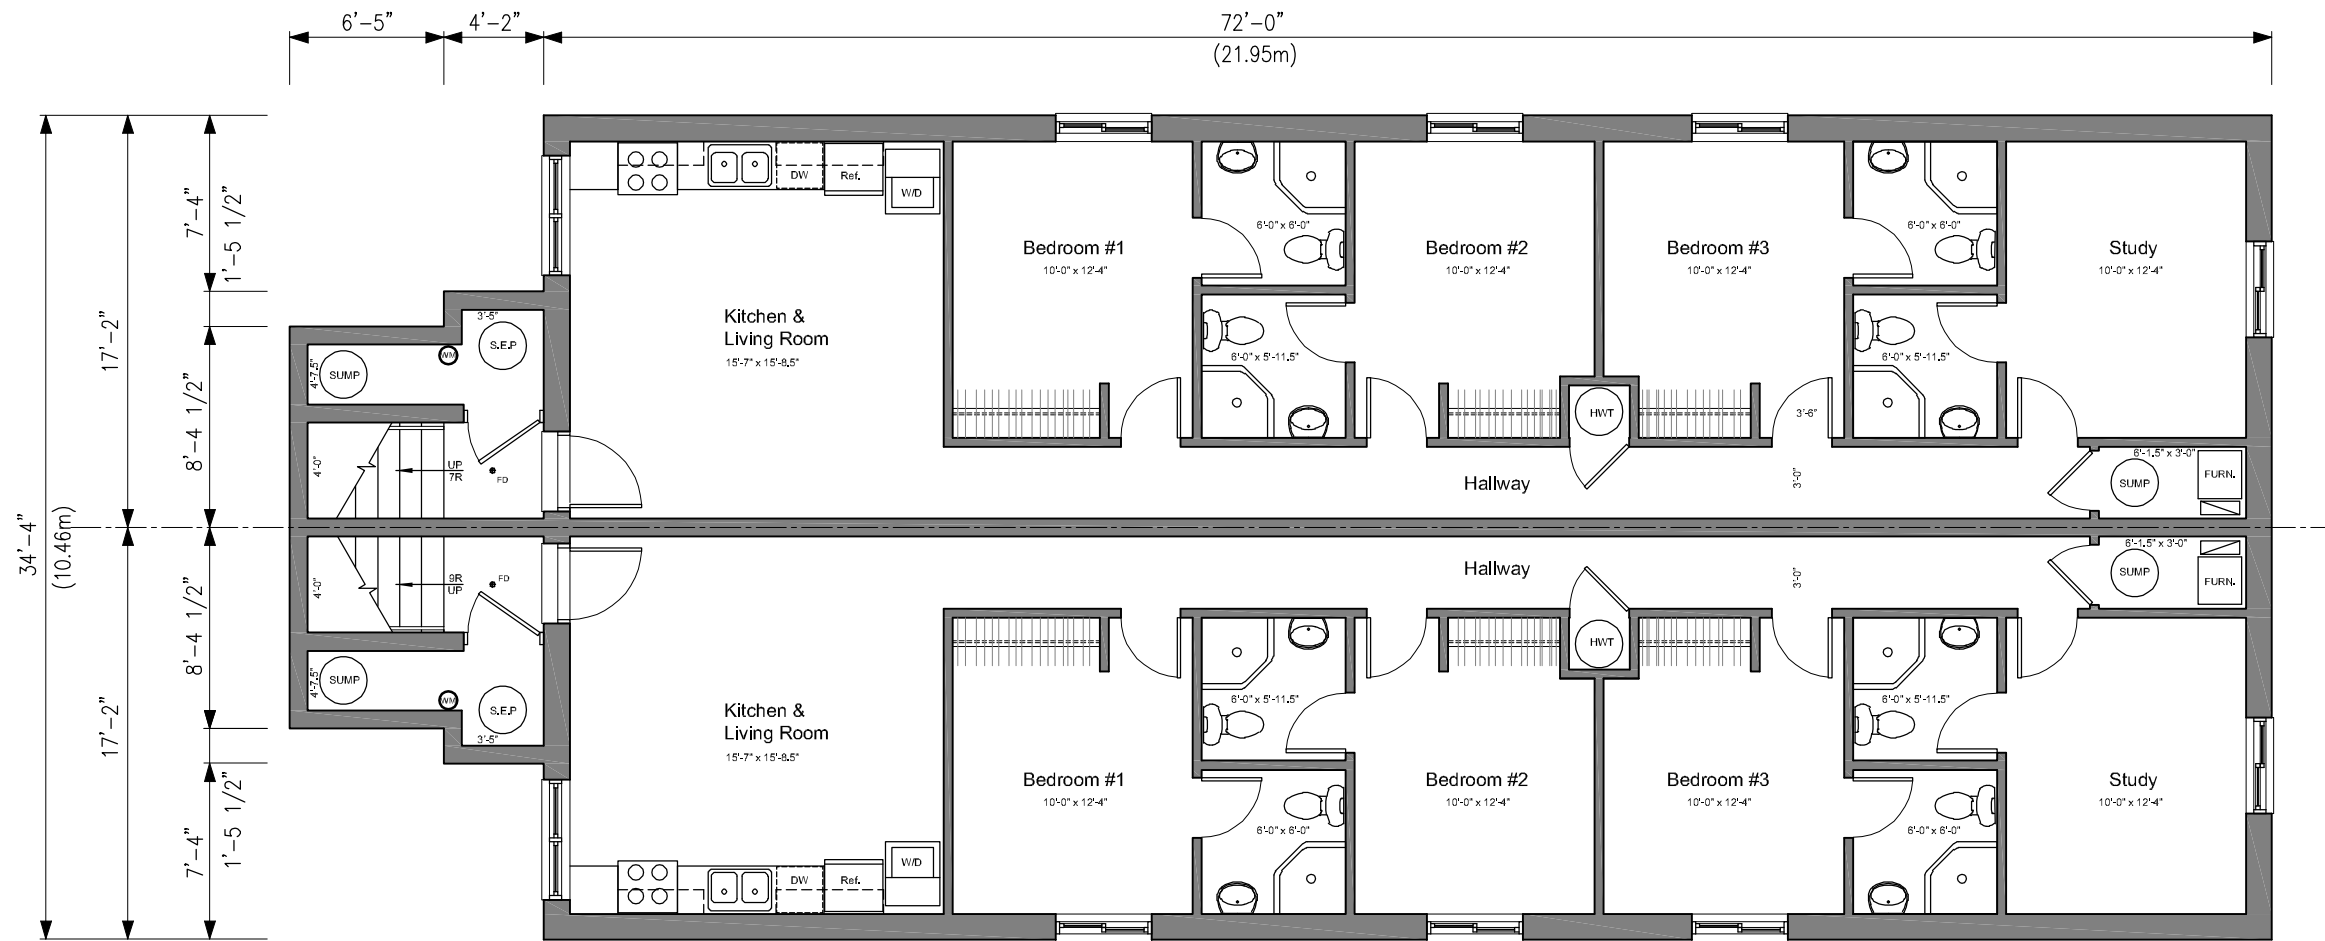 6'-5"
4'-2"
72'-0"
(21.95m)
34'-4"
(10.46m)
17'-2"
7'-4"
1'-5 1/2"
8'-4 1/2"
DW
Ref.
W/D
Kitchen &
Living Room
15'-7" x 15'-8.5"
Bedroom #1
10'-0" x 12'-4"
6'-0" x 6'-0"
6'-0" x 5'-11.5"
Bedroom #2
10'-0" x 12'-4"
Bedroom #3
10'-0" x 12'-4"
6'-0" x 6'-0"
6'-0" x 5'-11.5"
Study
10'-0" x 12'-4"
3'-5"
S.E.P
WM
SUMP
4'-7.5"
HWT
3'-6"
4'-0"
UP
7R
FD
Hallway
3'-0"
6'-1.5" x 3'-0"
SUMP
FURN.
17'-2"
8'-4 1/2"
1'-5 1/2"
7'-4"
4'-0"
9R
UP
FD
Hallway
3'-0"
6'-1.5" x 3'-0"
SUMP
FURN.
HWT
4'-7.5"
SUMP
WM
S.E.P
3'-5"
Kitchen &
Living Room
15'-7" x 15'-8.5"
Bedroom #1
10'-0" x 12'-4"
6'-0" x 5'-11.5"
6'-0" x 6'-0"
Bedroom #2
10'-0" x 12'-4"
Bedroom #3
10'-0" x 12'-4"
6'-0" x 5'-11.5"
6'-0" x 6'-0"
Study
10'-0" x 12'-4"
DW
Ref.
W/D